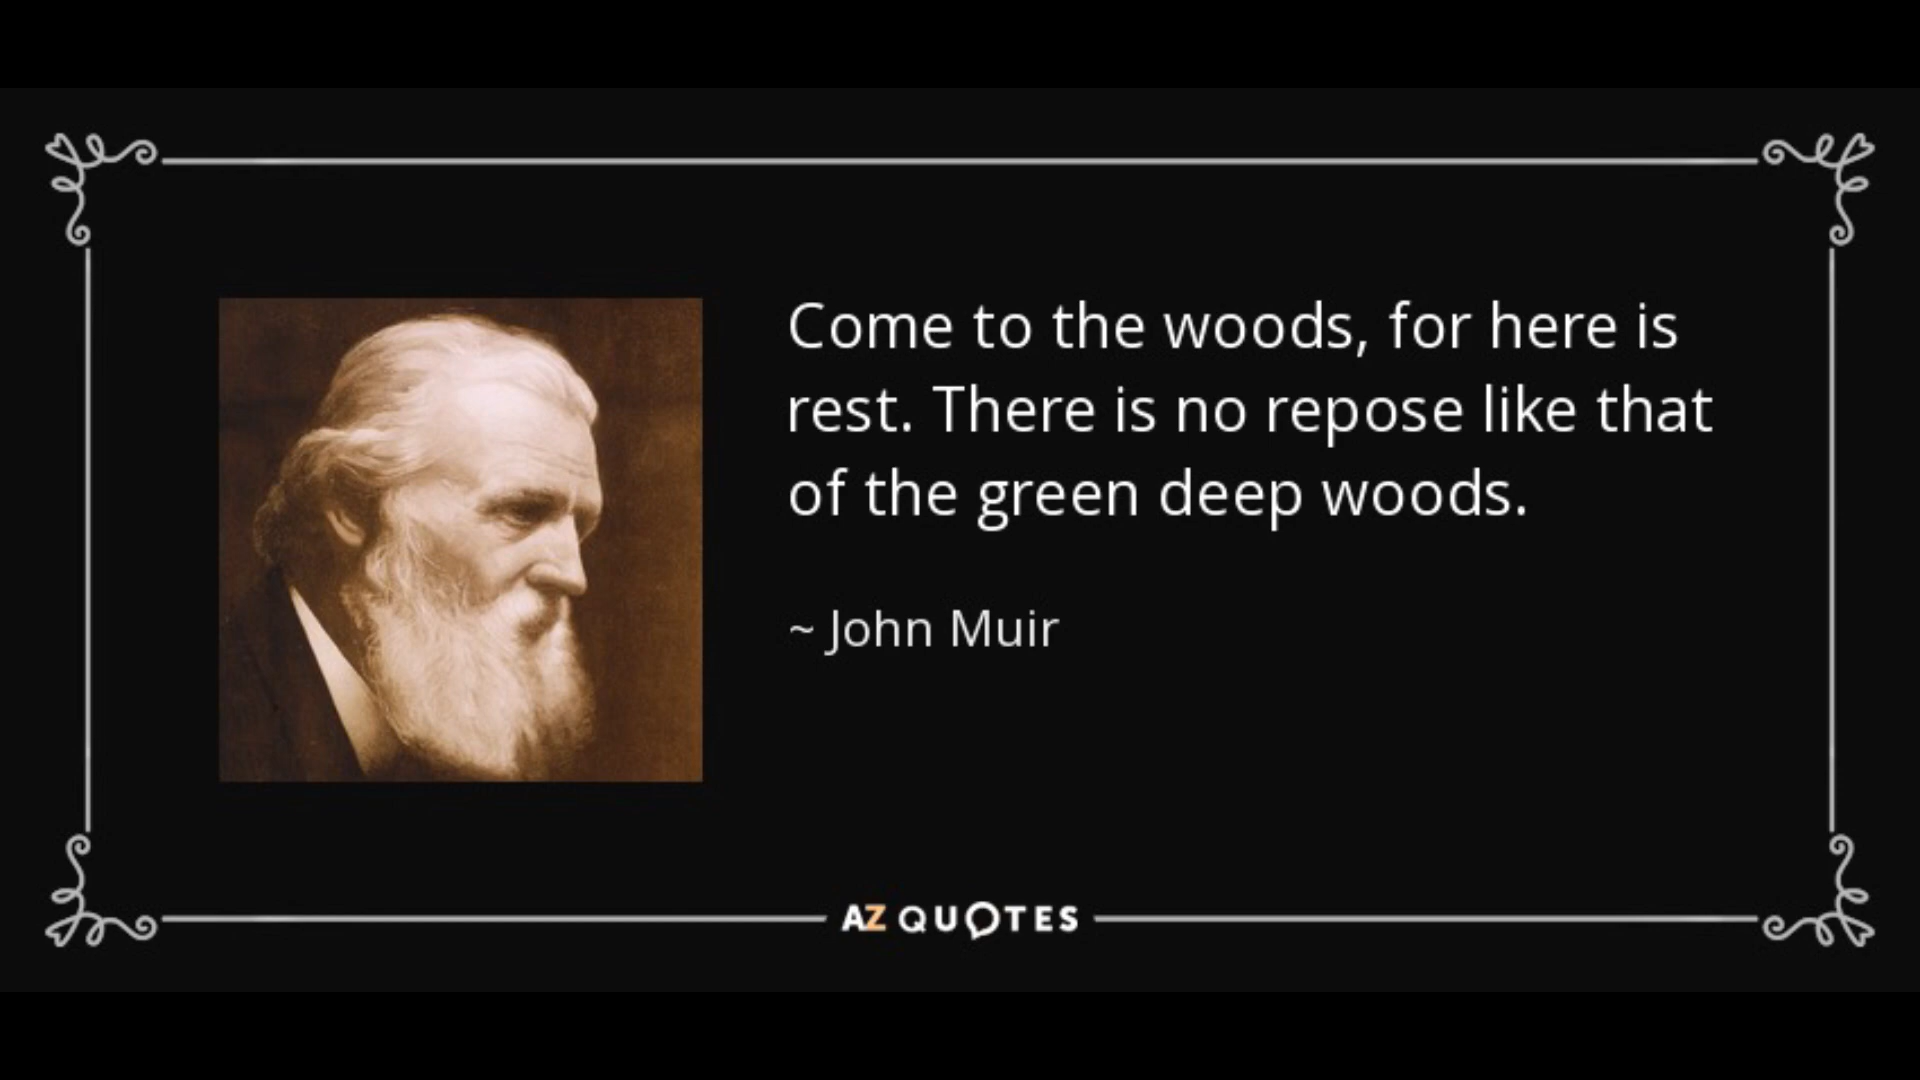 Come to the woods, for here is
rest. There is no repose like that
of the green deep woods.
~ John Muir
AZ QUOTES